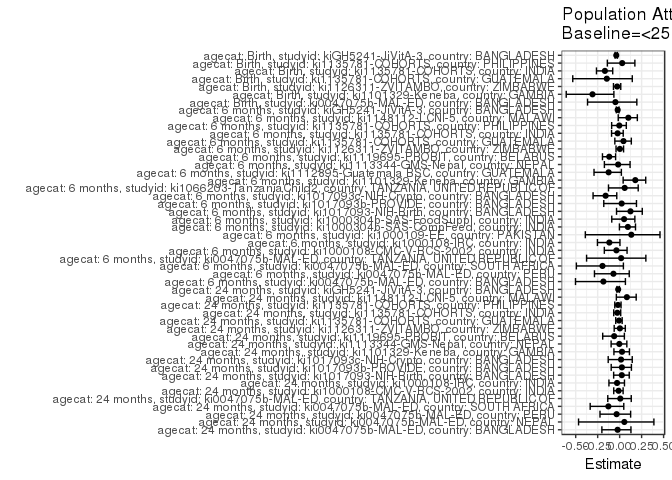 Population Att
Baseline=<25
agecat: Birth, studyid: kiGH5241-JiVitA-3, country: BANGLADESH
agecat: Birth, studyid: ki1135781-COHORTS, country: PHILIPPINES
agecat: Birth, studyid: ki1135781-COHORTS, country: INDIA
agecat: Birth, studyid: ki1135781-COHORTS, country: GUATEMALA
agecat: Birth, studyid: ki1126311-ZVITAMBO, country: ZIMBABWE
agecat: Birth, studyid: ki1101329-Keneba, country: GAMBIA
agecat: Birth, studyid: ki0047075b-MAL-ED, country: BANGLADESH
agecat: 6 months, studyid: kiGH5241-JiVitA-3, country: BANGLADESH
agecat: 6 months, studyid: ki1148112-LCNI-5, country: MALAWI
agecat: 6 months, studyid: ki1135781-COHORTS, country: PHILIPPINES
agecat: 6 months, studyid: ki1135781-COHORTS, country: INDIA
agecat: 6 months, studyid: ki1135781-COHORTS, country: GUATEMALA
agecat: 6 months, studyid: ki1126311-ZVITAMBO, country: ZIMBABWE
agecat: 6 months, studyid: ki1119695-PROBIT, country: BELARUS
agecat: 6 months, studyid: ki1113344-GMS-Nepal, country: NEPAL
agecat: 6 months, studyid: ki1112895-Guatemala BSC, country: GUATEMALA
agecat: 6 months, studyid: ki1101329-Keneba, country: GAMBIA
agecat: 6 months, studyid: ki1066203-TanzaniaChild2, country: TANZANIA, UNITED REPUBLIC OF
agecat: 6 months, studyid: ki1017093c-NIH-Crypto, country: BANGLADESH
agecat: 6 months, studyid: ki1017093b-PROVIDE, country: BANGLADESH
agecat: 6 months, studyid: ki1017093-NIH-Birth, country: BANGLADESH
agecat: 6 months, studyid: ki1000304b-SAS-FoodSuppl, country: INDIA
agecat: 6 months, studyid: ki1000304b-SAS-CompFeed, country: INDIA
agecat: 6 months, studyid: ki1000109-EE, country: PAKISTAN
agecat: 6 months, studyid: ki1000108-IRC, country: INDIA
agecat: 6 months, studyid: ki1000108-CMC-V-BCS-2002, country: INDIA
agecat: 6 months, studyid: ki0047075b-MAL-ED, country: TANZANIA, UNITED REPUBLIC OF
agecat: 6 months, studyid: ki0047075b-MAL-ED, country: SOUTH AFRICA
agecat: 6 months, studyid: ki0047075b-MAL-ED, country: PERU
agecat: 6 months, studyid: ki0047075b-MAL-ED, country: BANGLADESH
agecat: 24 months, studyid: kiGH5241-JiVitA-3, country: BANGLADESH
agecat: 24 months, studyid: ki1148112-LCNI-5, country: MALAWI
agecat: 24 months, studyid: ki1135781-COHORTS, country: PHILIPPINES
agecat: 24 months, studyid: ki1135781-COHORTS, country: INDIA
agecat: 24 months, studyid: ki1135781-COHORTS, country: GUATEMALA
agecat: 24 months, studyid: ki1126311-ZVITAMBO, country: ZIMBABWE
agecat: 24 months, studyid: ki1119695-PROBIT, country: BELARUS
agecat: 24 months, studyid: ki1113344-GMS-Nepal, country: NEPAL
agecat: 24 months, studyid: ki1101329-Keneba, country: GAMBIA
agecat: 24 months, studyid: ki1017093c-NIH-Crypto, country: BANGLADESH
agecat: 24 months, studyid: ki1017093b-PROVIDE, country: BANGLADESH
agecat: 24 months, studyid: ki1017093-NIH-Birth, country: BANGLADESH
agecat: 24 months, studyid: ki1000108-IRC, country: INDIA
agecat: 24 months, studyid: ki1000108-CMC-V-BCS-2002, country: INDIA
agecat: 24 months, studyid: ki0047075b-MAL-ED, country: TANZANIA, UNITED REPUBLIC OF
agecat: 24 months, studyid: ki0047075b-MAL-ED, country: SOUTH AFRICA
agecat: 24 months, studyid: ki0047075b-MAL-ED, country: PERU
agecat: 24 months, studyid: ki0047075b-MAL-ED, country: NEPAL
agecat: 24 months, studyid: ki0047075b-MAL-ED, country: BANGLADESH
-0.50 -0.25 0.00 0.25 0.50
Estimate